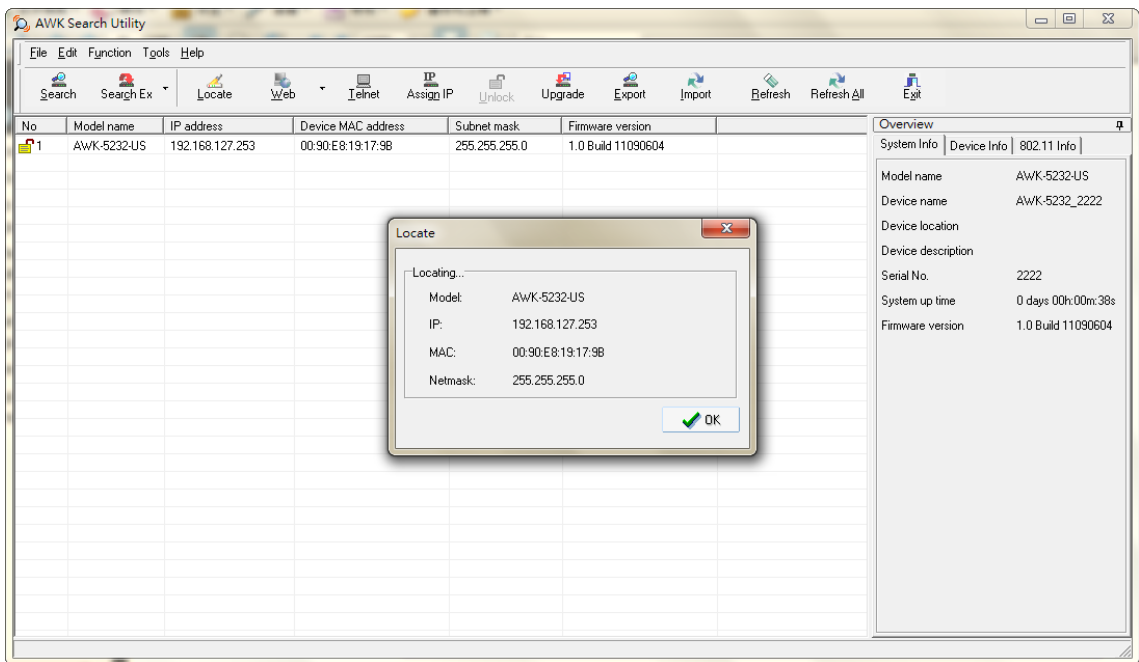 AWK Search Utility
File Edit Function Tools Help
Search Search Ex Locate Web Telnet Assign IP Unlock Upgrade Export Import Refresh Refresh All Exit
No Model name IP address Device MAC address Subnet mask Firmware version
1 AWK-5232-US 192.168.127.253 00:90:E8:19:17:9B 255.255.255.0 1.0 Build 11090604
Overview
System Info Device Info 802.11 Info
Model name AWK-5232-US
Device name AWK-5232_2222
Device location
Device description
Serial No. 2222
System up time 0 days 00h:00m:38s
Firmware version 1.0 Build 11090604
Locate
Locating...
Model: AWK-5232-US
IP: 192.168.127.253
MAC: 00:90:E8:19:17:9B
Netmask: 255.255.255.0
OK